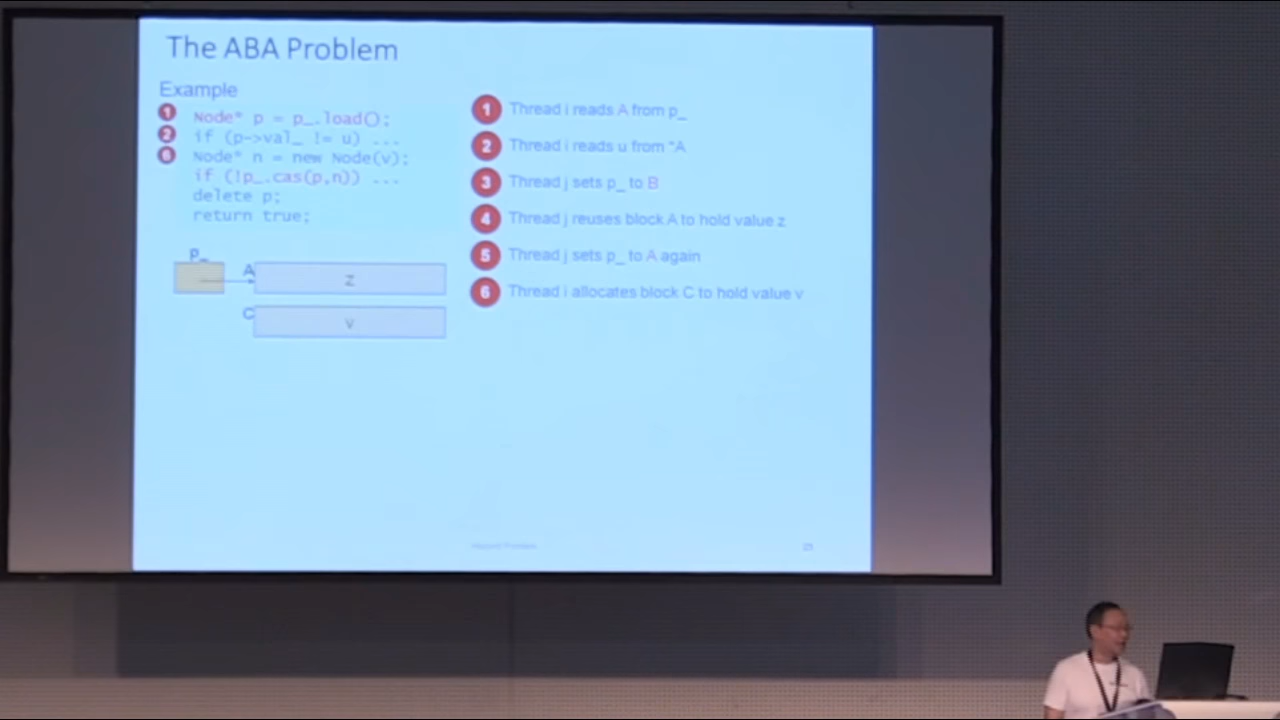 The ABA Problem
Example
1 Node* p = p_.load();
2 if (p->val_ != u) ...
6 Node* n = new Node(v);
if (!p_.cas(p,n)) ...
delete p;
return true;
P_
A
z
C
v
1 Thread i reads A from p_
2 Thread i reads u from *A
3 Thread j sets p_ to B
4 Thread j reuses block A to hold value z
5 Thread j sets p_ to A again
6 Thread i allocates block C to hold value v